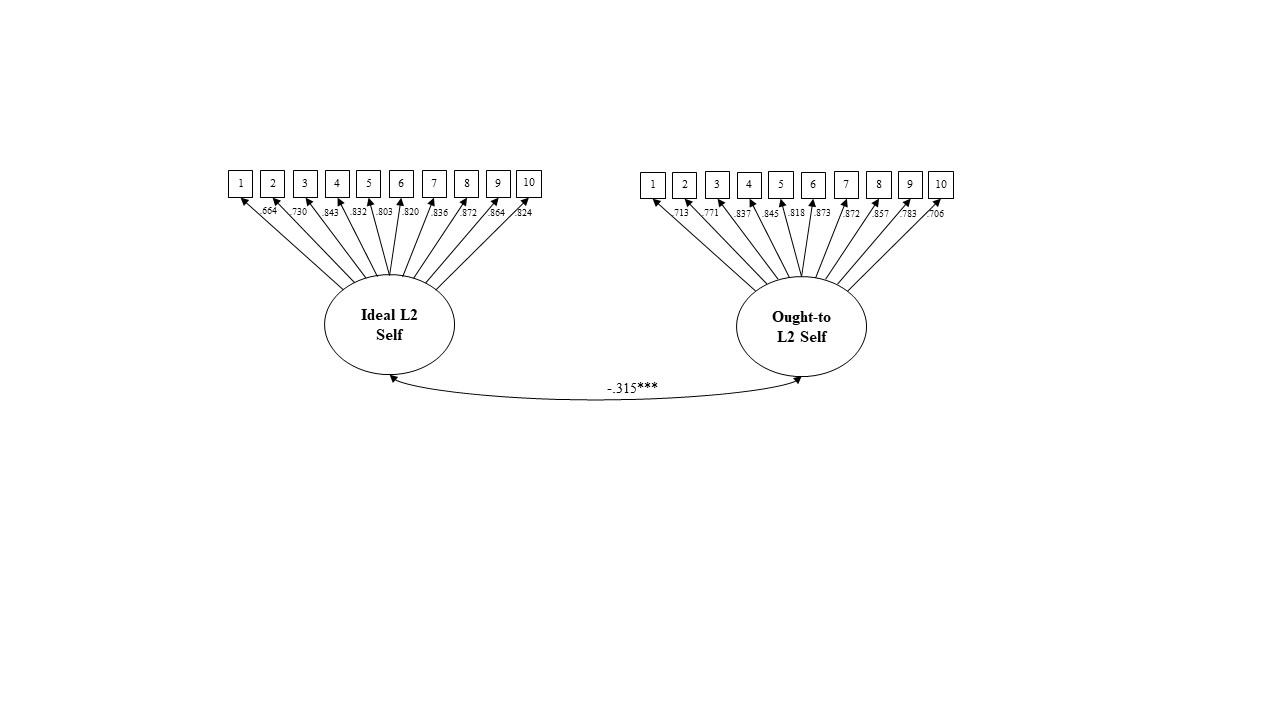 1 2 3 4 5 6 7 8 9 10
1 2 3 4 5 6 7 8 9 10
.664 .730 .843 .832 .803 .820 .836 .872 .864 .824
.713 .771 .837 .845 .818 .873 .872 .857 .783 .706
Ideal L2
Self
Ought-to
L2 Self
-.315***